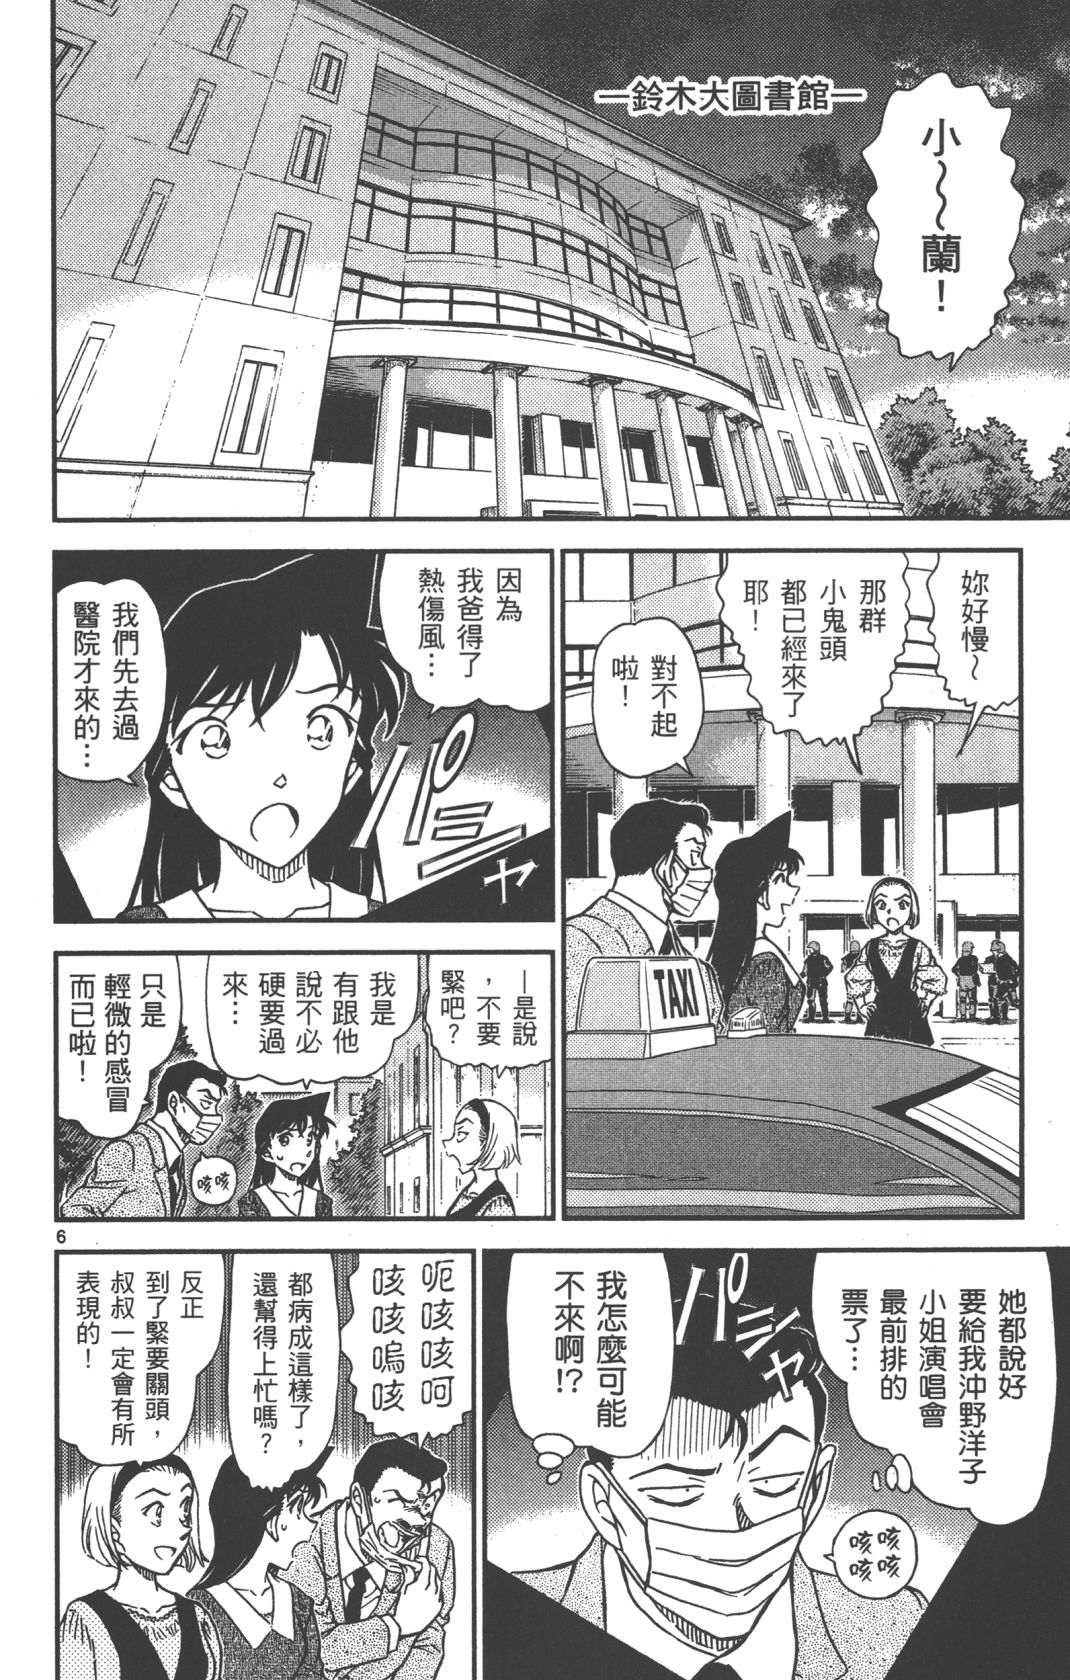 —鈴木大圖書館—
小～～蘭！
妳好慢～
那群
小鬼頭
都已經來了
耶！
對不起
啦！
因為
我爸得了
熱傷風…
我們先去過
醫院才來的…
パシャ
—是說
，不要
緊吧？
我是
有跟他
說不必
硬要過
來…
只是
輕微的感冒
而已啦！
咳咳
TAXI
6
她都說好
要給我沖野洋子
小姐演唱會
最前排的
票了…
我怎麼可能
不來啊!?
パシャ
咳咳
咳咳
呃咳咳呵
咳咳嗚咳
都病成這樣了，
還幫得上忙嗎？
反正
到了緊要關頭，
叔叔一定會有所
表現的！